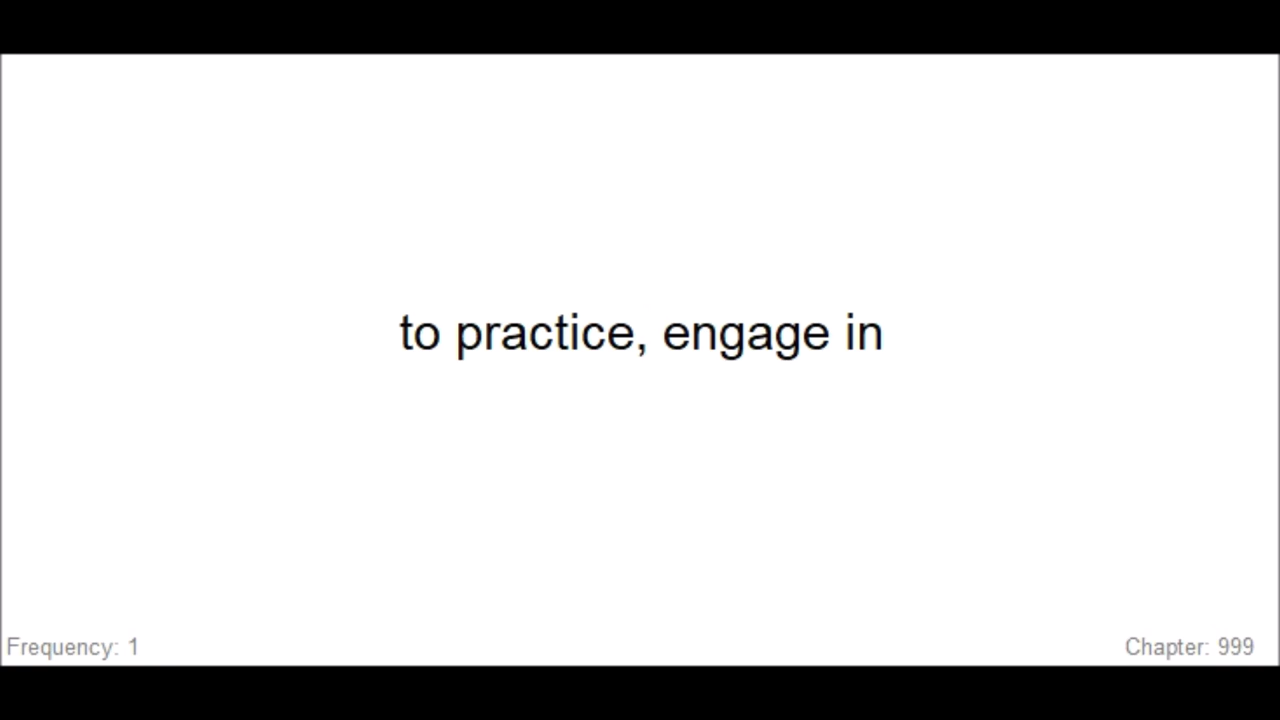 to practice, engage in
Frequency: 1
Chapter: 999